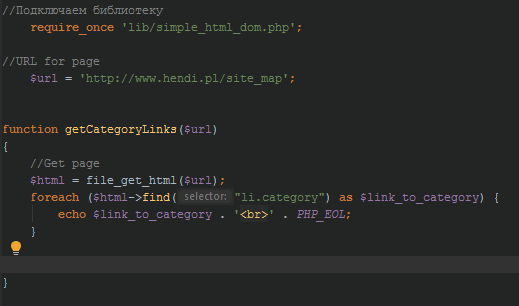 //Подключаем библиотеку
require_once 'lib/simple_html_dom.php';
//URL for page
$url = 'http://www.hendi.pl/site_map';
function getCategoryLinks($url)
{
//Get page
$html = file_get_html($url);
foreach ($html->find( selector: "li.category") as $link_to_category) {
echo $link_to_category . '<br>' . PHP_EOL;
}
}